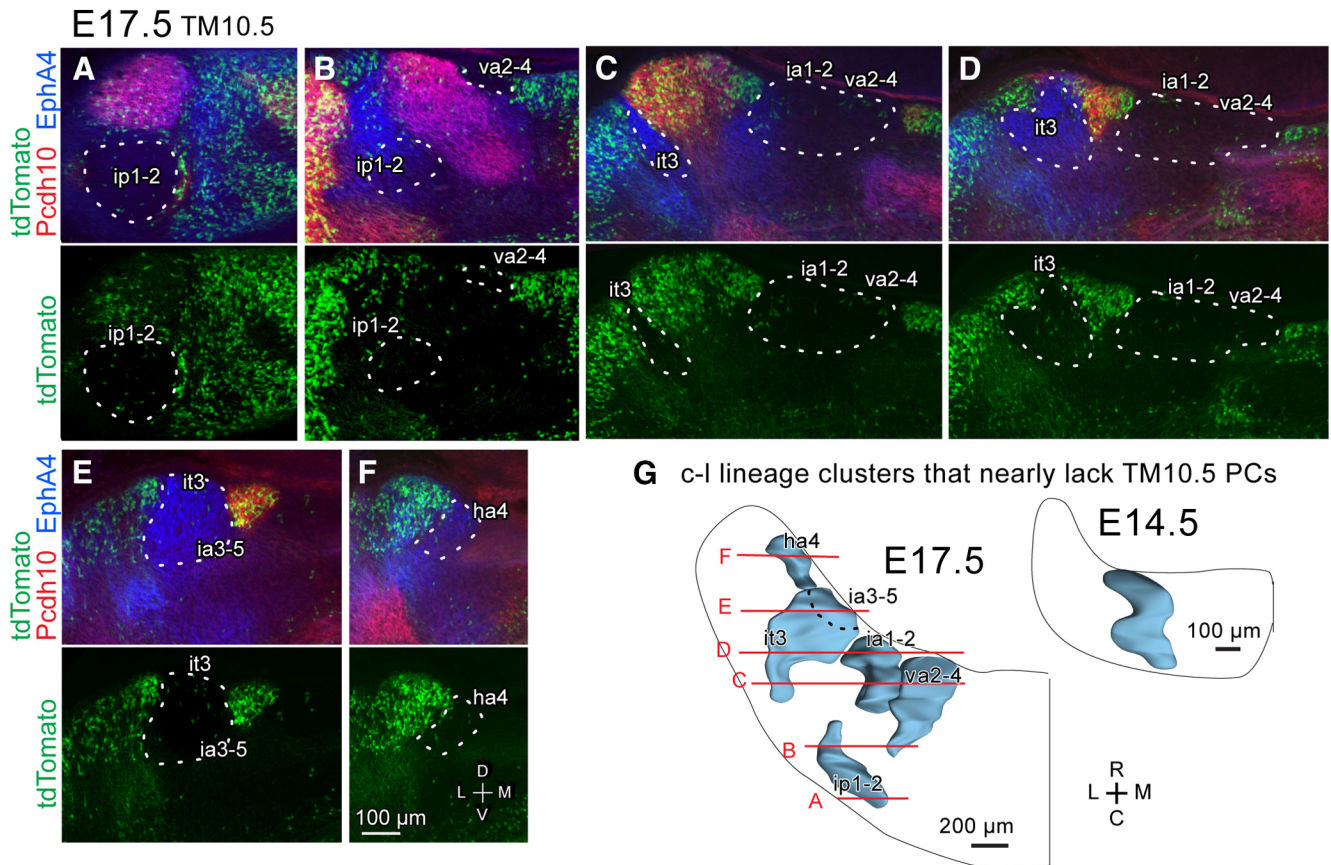 E17.5 TM10.5
tdTomato
Pcdh10 EphA4
A
ip1-2
B
va2-4
ip1-2
C
ia1-2
va2-4
it3
D
ia1-2
va2-4
it3
tdTomato
ip1-2
va2-4
ip1-2
ia1-2
va2-4
it3
it3
ia1-2
va2-4
tdTomato
Pcdh10 EphA4
E
it3
ia3-5
F
ha4
tdTomato
it3
ia3-5
ha4
D
L M
V
100 µm
G c-l lineage clusters that nearly lack TM10.5 PCs
E17.5
E14.5
ha4
F
ia3-5
E
it3
ia1-2
D
va2-4
C
B
ip1-2
A
100 µm
200 µm
R
L M
C